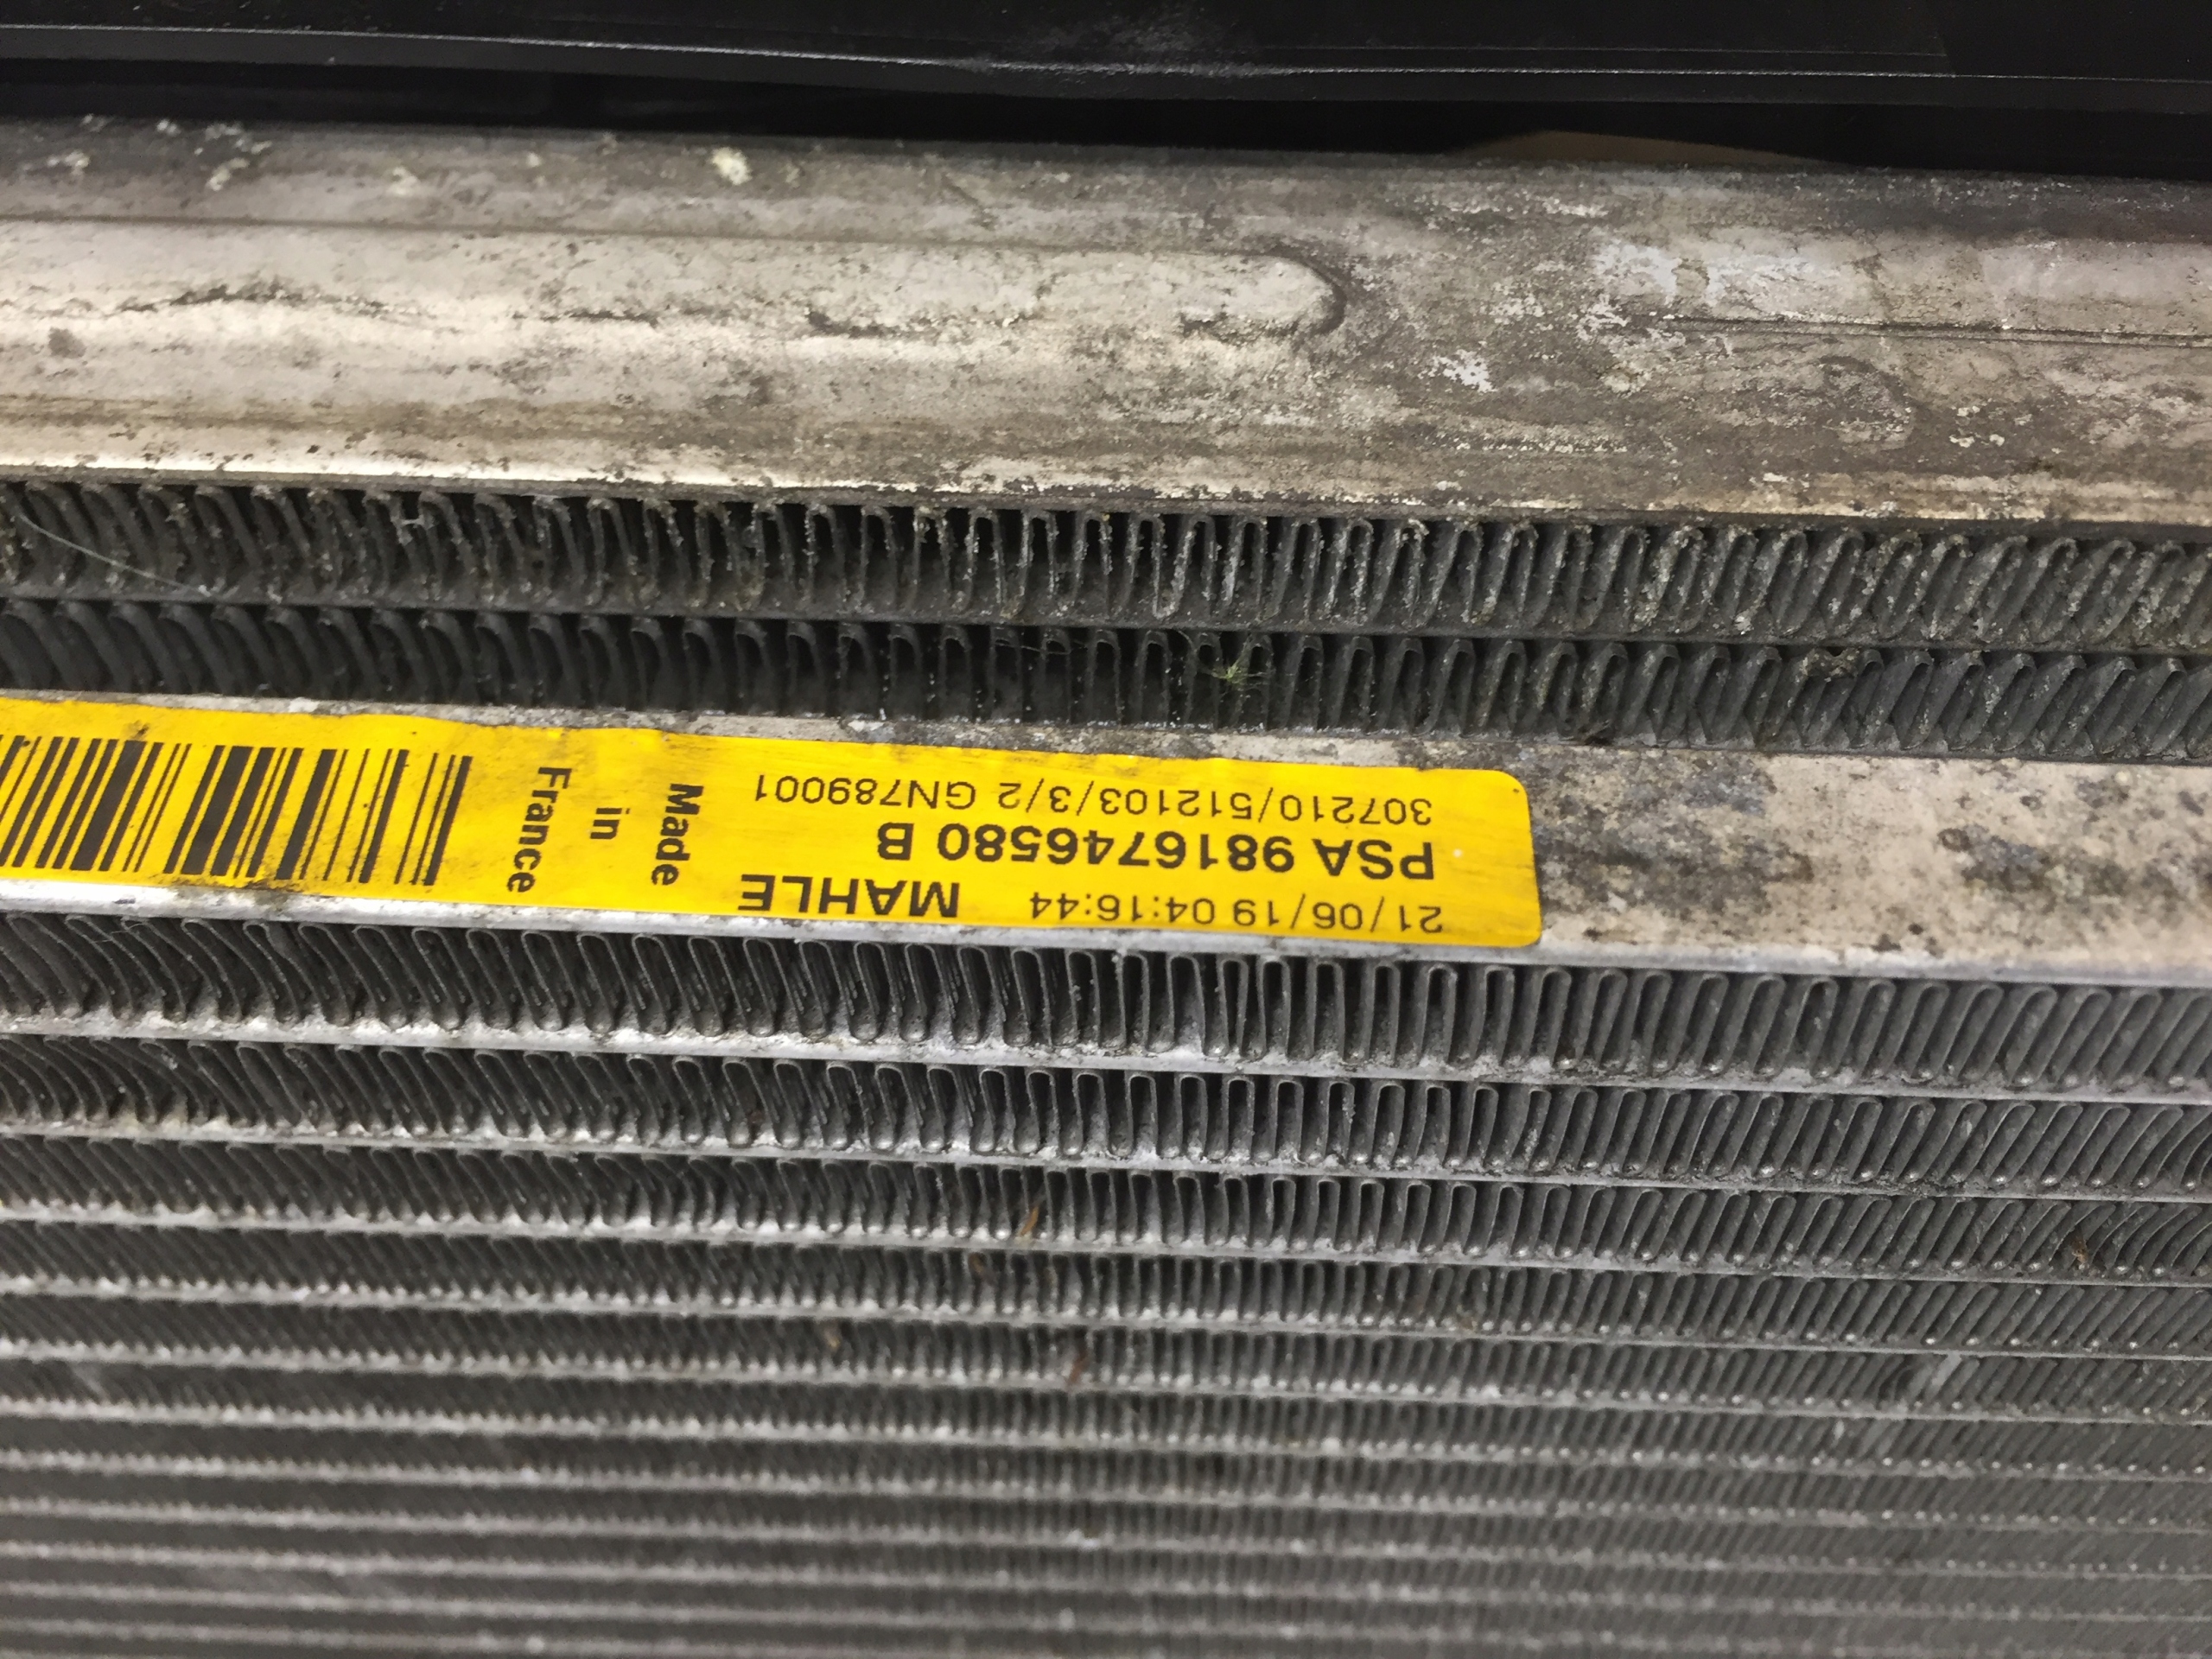 21/06/19 04:16:44 MAHLE
PSA 9816746580 B
307210/512103/3/2 GN789001
Made
in
France